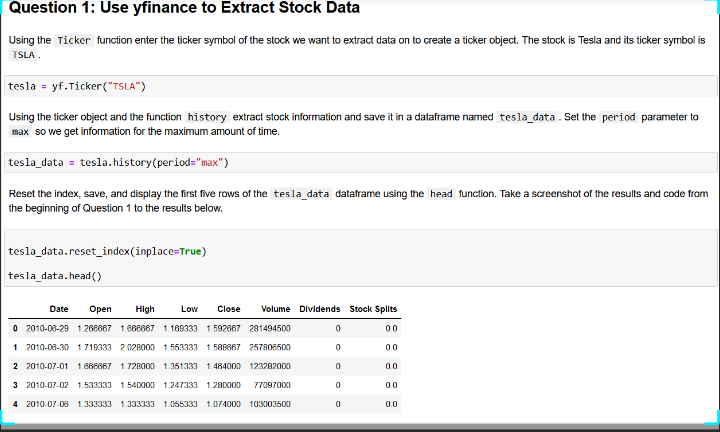 Question 1: Use yfinance to Extract Stock Data
Using the Ticker function enter the ticker symbol of the stock we want to extract data on to create a ticker object. The stock is Tesla and its ticker symbol is
TSLA .
tesla = yf.Ticker("TSLA")
Using the ticker object and the function history extract stock information and save it in a dataframe named tesla_data . Set the period parameter to
max so we get information for the maximum amount of time.
tesla_data = tesla.history(period="max")
Reset the index, save, and display the first five rows of the tesla_data dataframe using the head function. Take a screenshot of the results and code from
the beginning of Question 1 to the results below.
tesla_data.reset_index(inplace=True)
tesla_data.head()
Date Open High Low Close Volume Dividends Stock Splits
0 2010-06-29 1.266667 1.666667 1.169333 1.592667 281494500 0 0.0
1 2010-06-30 1.719333 2.028000 1.553333 1.588667 257806500 0 0.0
2 2010-07-01 1.666667 1.728000 1.351333 1.464000 123282000 0 0.0
3 2010-07-02 1.533333 1.540000 1.247333 1.280000 77097000 0 0.0
4 2010-07-06 1.333333 1.333333 1.055333 1.074000 103003500 0 0.0